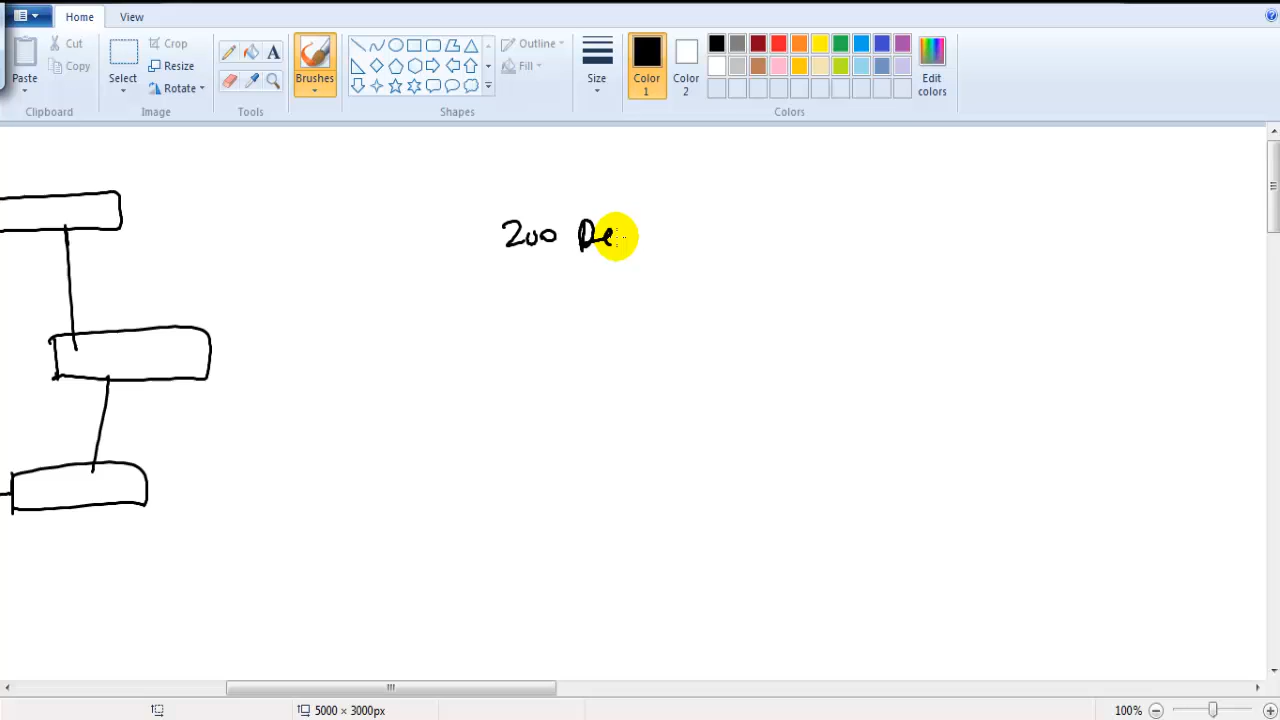 Home View
Paste
Cut
Copy
Clipboard
Select
Crop
Resize
Rotate
Image
A
Tools
Brushes
Outline
Fill
Shapes
Size
Color 1
Color 2
Edit colors
Colors
200 De
5000 × 3000px
100%